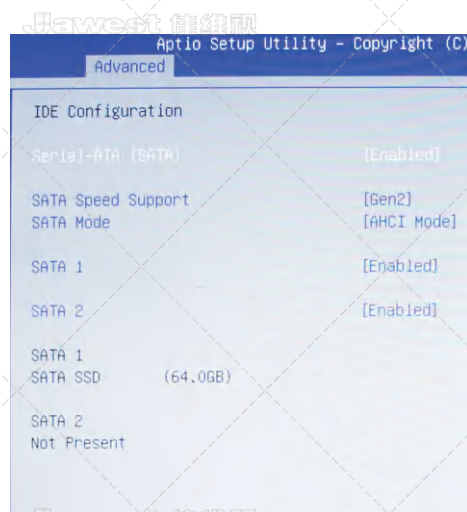 Jawest 佳维视
Aptio Setup Utility - Copyright (C)
Advanced
IDE Configuration
Serial-ATA (SATA) [Enabled]
SATA Speed Support [Gen2]
SATA Mode [AHCI Mode]
SATA 1 [Enabled]
SATA 2 [Enabled]
SATA 1
SATA SSD (64.0GB)
SATA 2
Not Present